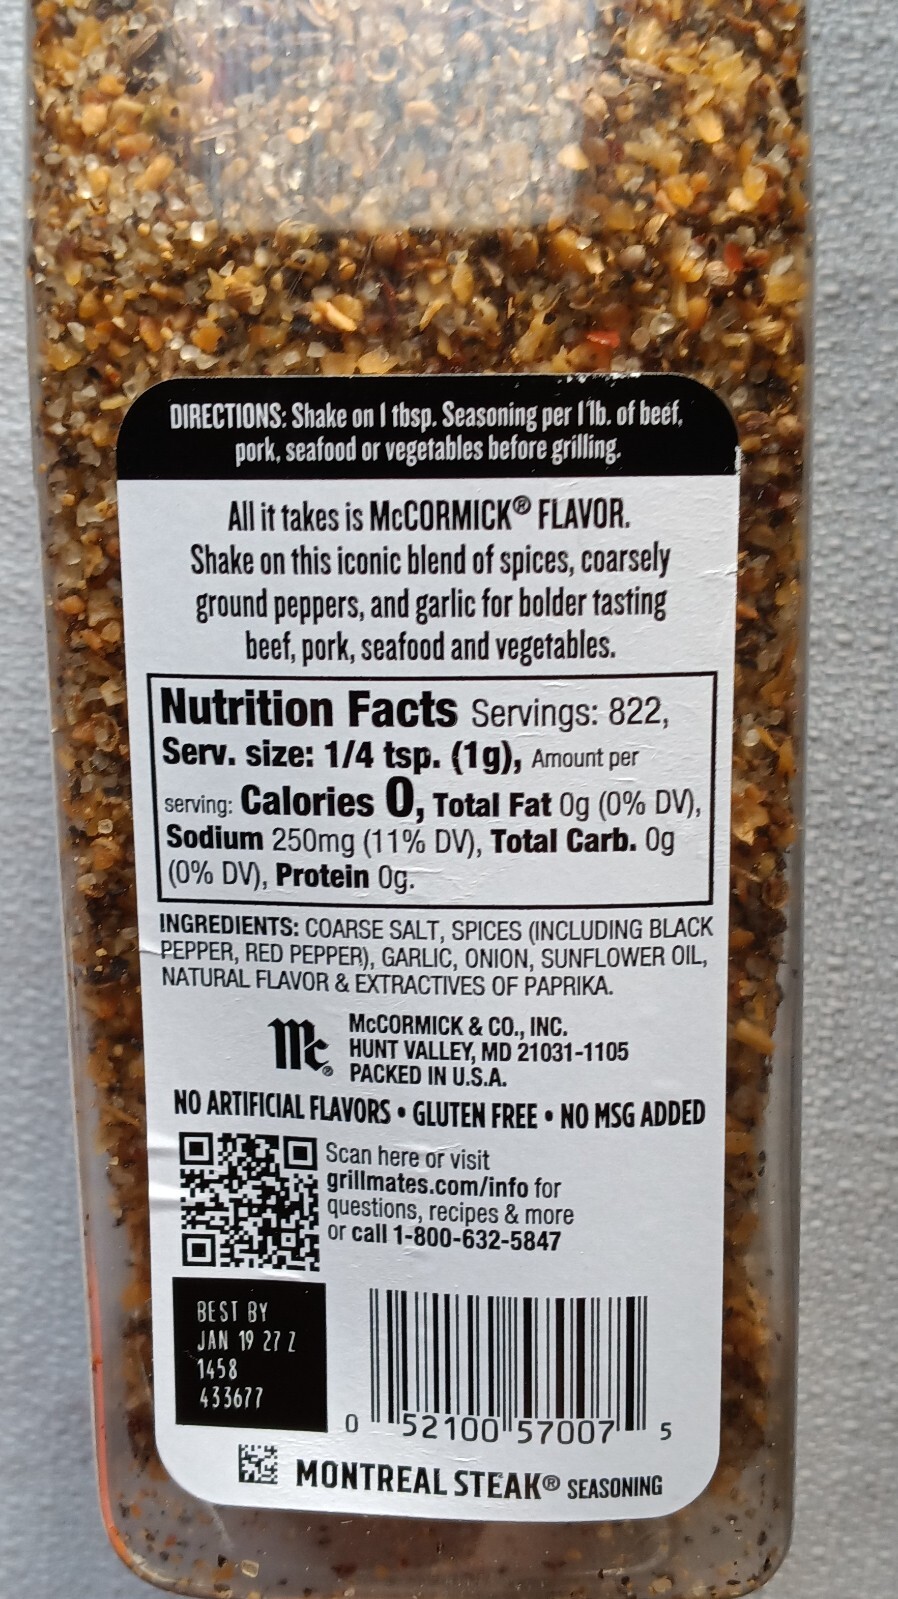 DIRECTIONS: Shake on 1 tbsp. Seasoning per 1 lb. of beef,
pork, seafood or vegetables before grilling.
All it takes is McCORMICK® FLAVOR.
Shake on this iconic blend of spices, coarsely
ground peppers, and garlic for bolder tasting
beef, pork, seafood and vegetables.
Nutrition Facts Servings: 822,
Serv. size: 1/4 tsp. (1g), Amount per
serving: Calories 0, Total Fat 0g (0% DV),
Sodium 250mg (11% DV), Total Carb. 0g
(0% DV), Protein 0g.
INGREDIENTS: COARSE SALT, SPICES (INCLUDING BLACK
PEPPER, RED PEPPER), GARLIC, ONION, SUNFLOWER OIL,
NATURAL FLAVOR & EXTRACTIVES OF PAPRIKA.
Mc®
McCORMICK & CO., INC.
HUNT VALLEY, MD 21031-1105
PACKED IN U.S.A.
NO ARTIFICIAL FLAVORS • GLUTEN FREE • NO MSG ADDED
Scan here or visit
grillmates.com/info for
questions, recipes & more
or call 1-800-632-5847
BEST BY
JAN 19 27 Z
1458
433677
0 52100 57007 5
MONTREAL STEAK® SEASONING